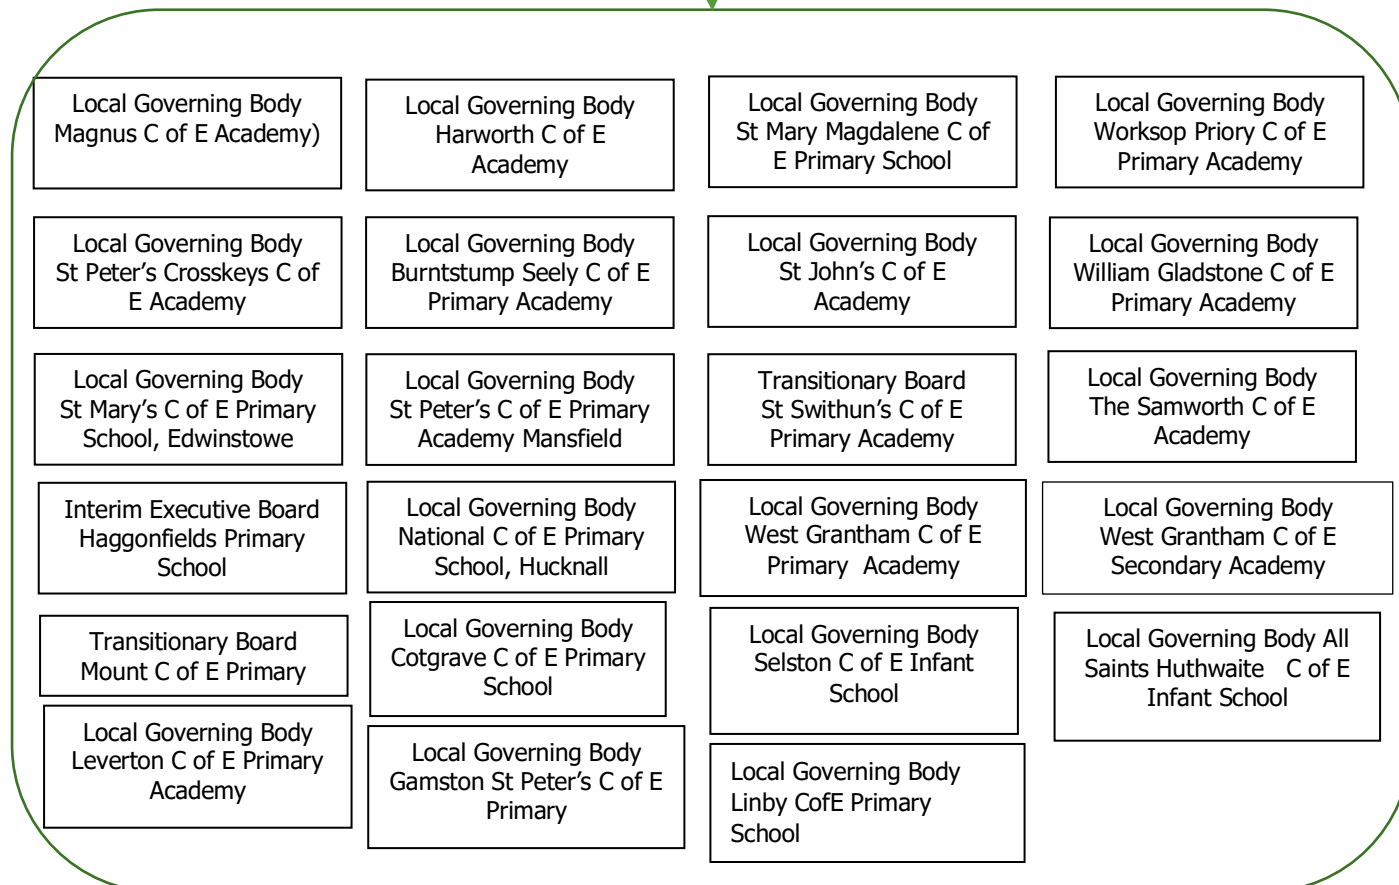 Local Governing Body
Magnus C of E Academy)
Local Governing Body
Harworth C of E
Academy
Local Governing Body
St Mary Magdalene C of
E Primary School
Local Governing Body
Worksop Priory C of E
Primary Academy
Local Governing Body
St Peter’s Crosskeys C of
E Academy
Local Governing Body
Burntstump Seely C of E
Primary Academy
Local Governing Body
St John’s C of E
Academy
Local Governing Body
William Gladstone C of E
Primary Academy
Local Governing Body
St Mary’s C of E Primary
School, Edwinstowe
Local Governing Body
St Peter’s C of E Primary
Academy Mansfield
Transitionary Board
St Swithun’s C of E
Primary Academy
Local Governing Body
The Samworth C of E
Academy
Interim Executive Board
Haggonfields Primary
School
Local Governing Body
National C of E Primary
School, Hucknall
Local Governing Body
West Grantham C of E
Primary Academy
Local Governing Body
West Grantham C of E
Secondary Academy
Transitionary Board
Mount C of E Primary
Local Governing Body
Cotgrave C of E Primary
School
Local Governing Body
Selston C of E Infant
School
Local Governing Body All
Saints Huthwaite C of E
Infant School
Local Governing Body
Leverton C of E Primary
Academy
Local Governing Body
Gamston St Peter’s C of E
Primary
Local Governing Body
Linby CofE Primary
School